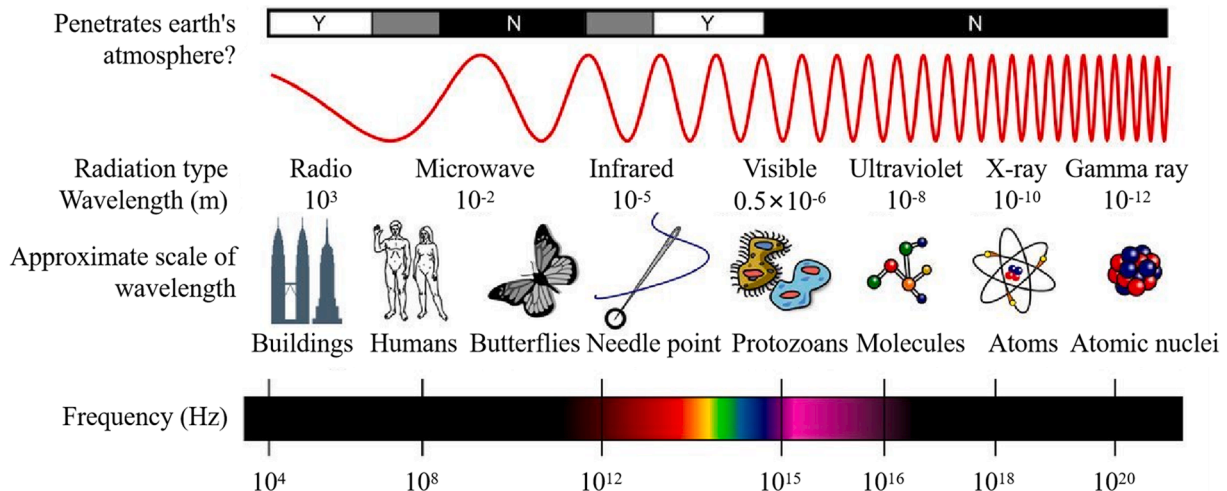 Penetrates earth's
atmosphere?
Y N Y N
Radiation type Radio Microwave Infrared Visible Ultraviolet X-ray Gamma ray
Wavelength (m) 10³ 10⁻² 10⁻⁵ 0.5×10⁻⁶ 10⁻⁸ 10⁻¹⁰ 10⁻¹²
Approximate scale of
wavelength
Buildings Humans Butterflies Needle point Protozoans Molecules Atoms Atomic nuclei
Frequency (Hz)
10⁴ 10⁸ 10¹² 10¹⁵ 10¹⁶ 10¹⁸ 10²⁰